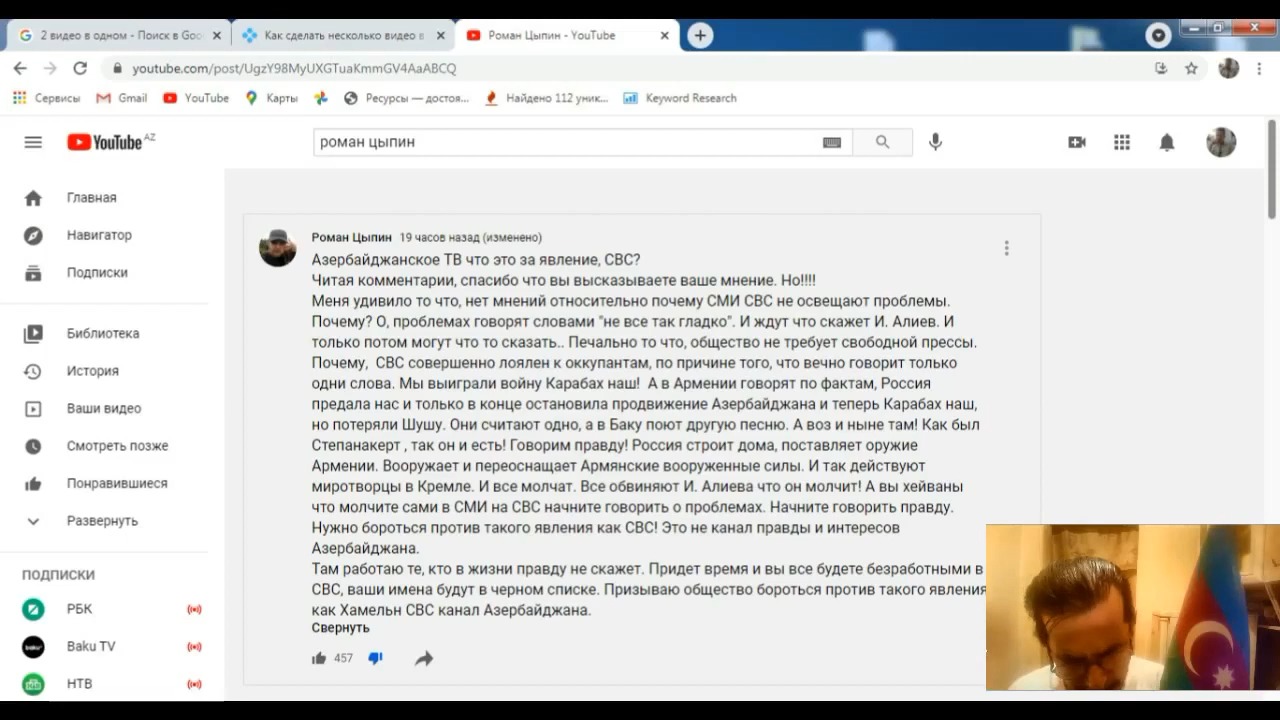 2 видео в одном - Поиск в Goo
Как сделать несколько видео в
Роман Цыпин - YouTube
youtube.com/post/UgzY98MyUXGTuaKmmGV4AaABCQ
Сервисы
Gmail
YouTube
Карты
Ресурсы — достоя...
Найдено 112 уник...
Keyword Research
YouTube AZ
роман цыпин
Главная
Навигатор
Подписки
Библиотека
История
Ваши видео
Смотреть позже
Понравившиеся
Развернуть
ПОДПИСКИ
РБК
Baku TV
НТВ
Роман Цыпин 19 часов назад (изменено)
Азербайджанское ТВ что это за явление, СВС?
Читая комментарии, спасибо что вы высказываете ваше мнение. Но!!!!
Меня удивило то что, нет мнений относительно почему СМИ СВС не освещают проблемы.
Почему? О, проблемах говорят словами "не все так гладко". И ждут что скажет И. Алиев. И
только потом могут что то сказать.. Печально то что, общество не требует свободной прессы.
Почему, СВС совершенно лоялен к оккупантам, по причине того, что вечно говорит только
одни слова. Мы выиграли войну Карабах наш! А в Армении говорят по фактам, Россия
предала нас и только в конце остановила продвижение Азербайджана и теперь Карабах наш,
но потеряли Шушу. Они считают одно, а в Баку поют другую песню. А воз и ныне там! Как был
Степанакерт , так он и есть! Говорим правду! Россия строит дома, поставляет оружие
Армении. Вооружает и переоснащает Армянские вооруженные силы. И так действуют
миротворцы в Кремле. И все молчат. Все обвиняют И. Алиева что он молчит! А вы хейваны
что молчите сами в СМИ на СВС начните говорить о проблемах. Начните говорить правду.
Нужно бороться против такого явления как СВС! Это не канал правды и интересов
Азербайджана.
Там работаю те, кто в жизни правду не скажет. Придет время и вы все будете безработными в
СВС, ваши имена будут в черном списке. Призываю общество бороться против такого явления
как Хамельн СВС канал Азербайджана.
Свернуть
457